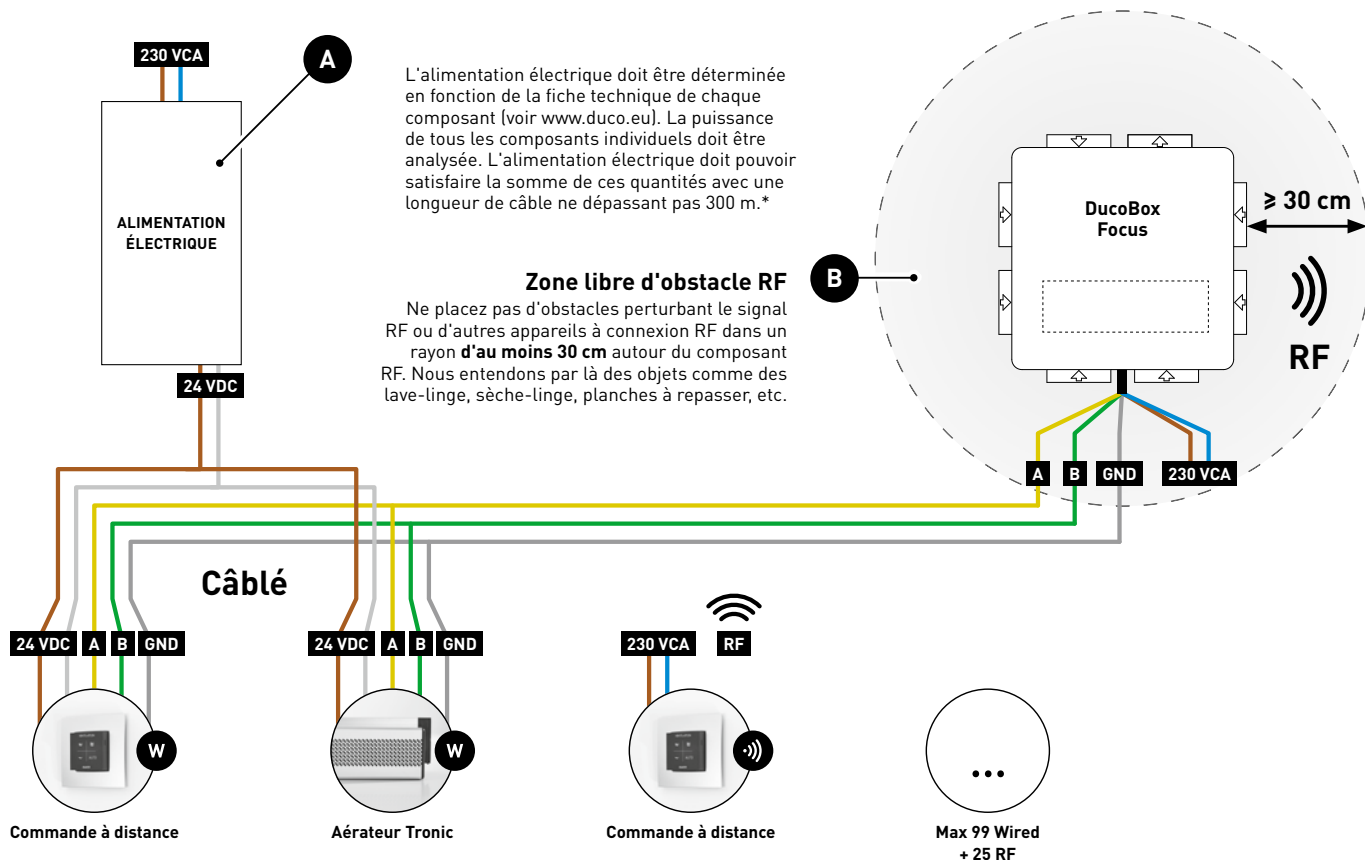 230 VCA
A
L'alimentation électrique doit être déterminée
en fonction de la fiche technique de chaque
composant (voir www.duco.eu). La puissance
de tous les composants individuels doit être
analysée. L'alimentation électrique doit pouvoir
satisfaire la somme de ces quantités avec une
longueur de câble ne dépassant pas 300 m.*
ALIMENTATION
ÉLECTRIQUE
DucoBox
Focus
≥ 30 cm
Zone libre d'obstacle RF
B
Ne placez pas d'obstacles perturbant le signal
RF ou d'autres appareils à connexion RF dans un
rayon d'au moins 30 cm autour du composant
RF. Nous entendons par là des objets comme des
lave-linge, sèche-linge, planches à repasser, etc.
RF
24 VDC
A B GND 230 VCA
Câblé
24 VDC A B GND
24 VDC A B GND
230 VCA RF
W
W
Commande à distance
Aérateur Tronic
Commande à distance
...
Max 99 Wired
+ 25 RF